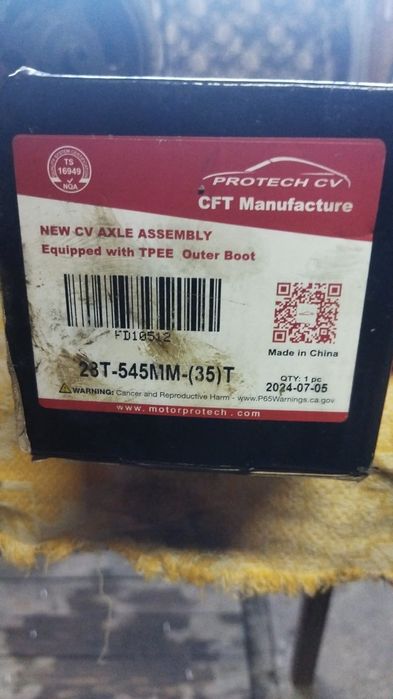 TS
16949
NQA
PROTECH CV
CFT Manufacture
NEW CV AXLE ASSEMBLY
Equipped with TPEE Outer Boot
FD10512
Made in China
28T-545MM-(35)T
QTY: 1 pc
2024-07-05
WARNING: Cancer and Reproductive Harm - www.P65Warnings.ca.gov
www.motorprotech.com